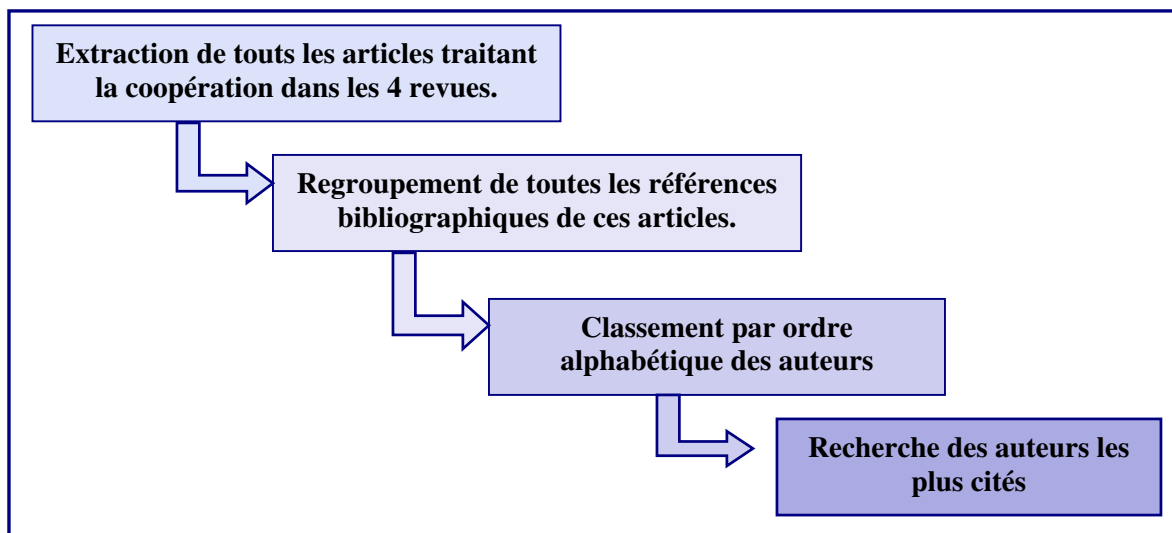 Extraction de touts les articles traitant
la coopération dans les 4 revues.
Regroupement de toutes les références
bibliographiques de ces articles.
Classement par ordre
alphabétique des auteurs
Recherche des auteurs les
plus cités